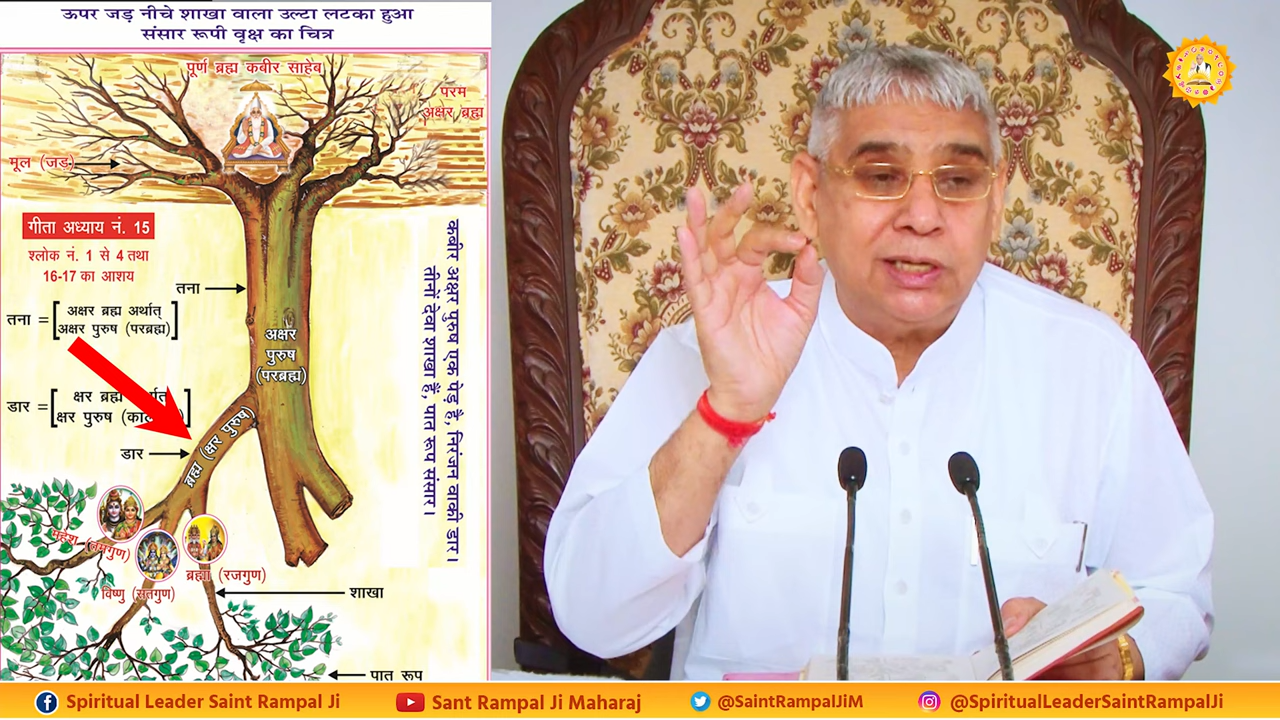 ऊपर जड़ नीचे शाखा वाला उल्टा लटका हुआ
संसार रूपी वृक्ष का चित्र
पूर्ण ब्रह्म कबीर साहेब
परम
अक्षर ब्रह्म
मूल (जड़)
गीता अध्याय नं. 15
श्लोक नं. 1 से 4 तथा
16-17 का आशय
तना
तना =
अक्षर ब्रह्म अर्थात्
अक्षर पुरुष (परब्रह्म)
अक्षर
पुरुष
(परब्रह्म)
डार =
क्षर ब्रह्म
क्षर पुरुष
डार
ब्रह्म (क्षर पुरुष)
कबीर अक्षर पुरुष एक पेड़ है, निरंजन वाकी डार।
तीनों देवा शाखा हैं, पात रूप संसार।
महेश (तमगुण)
विष्णु (सतगुण)
ब्रह्मा (रजगुण)
शाखा
पात रूप
Spiritual Leader Saint Rampal Ji
Sant Rampal Ji Maharaj
@SaintRampalJiM
@SpiritualLeaderSaintRampalJi